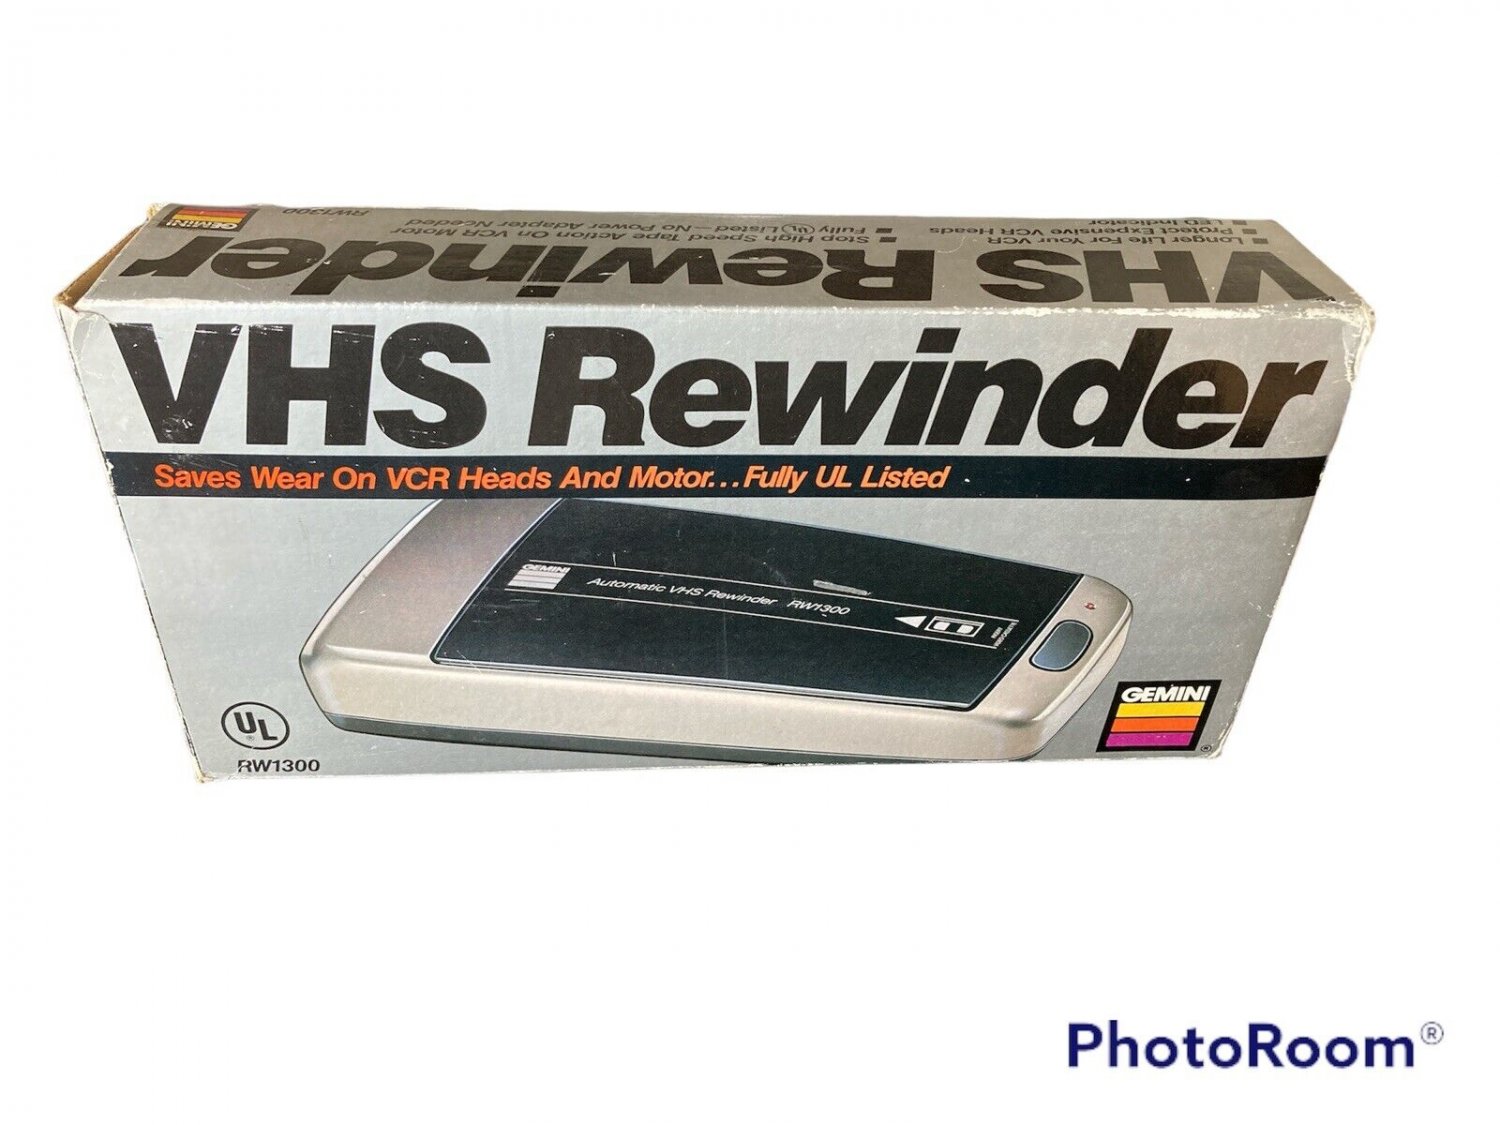 GEMINI
RW1300
Longer Life For Your VCR
Protect Expensive VCR Heads
LED Indicator
Stop High Speed Tape Action On VCR Motor
Fully UL Listed—No Power Adapter Needed
VHS Rewinder
VHS Rewinder
Saves Wear On VCR Heads And Motor...Fully UL Listed
GEMINI
Automatic VHS Rewinder RW1300
GEMINI
®
UL
RW1300
PhotoRoom®